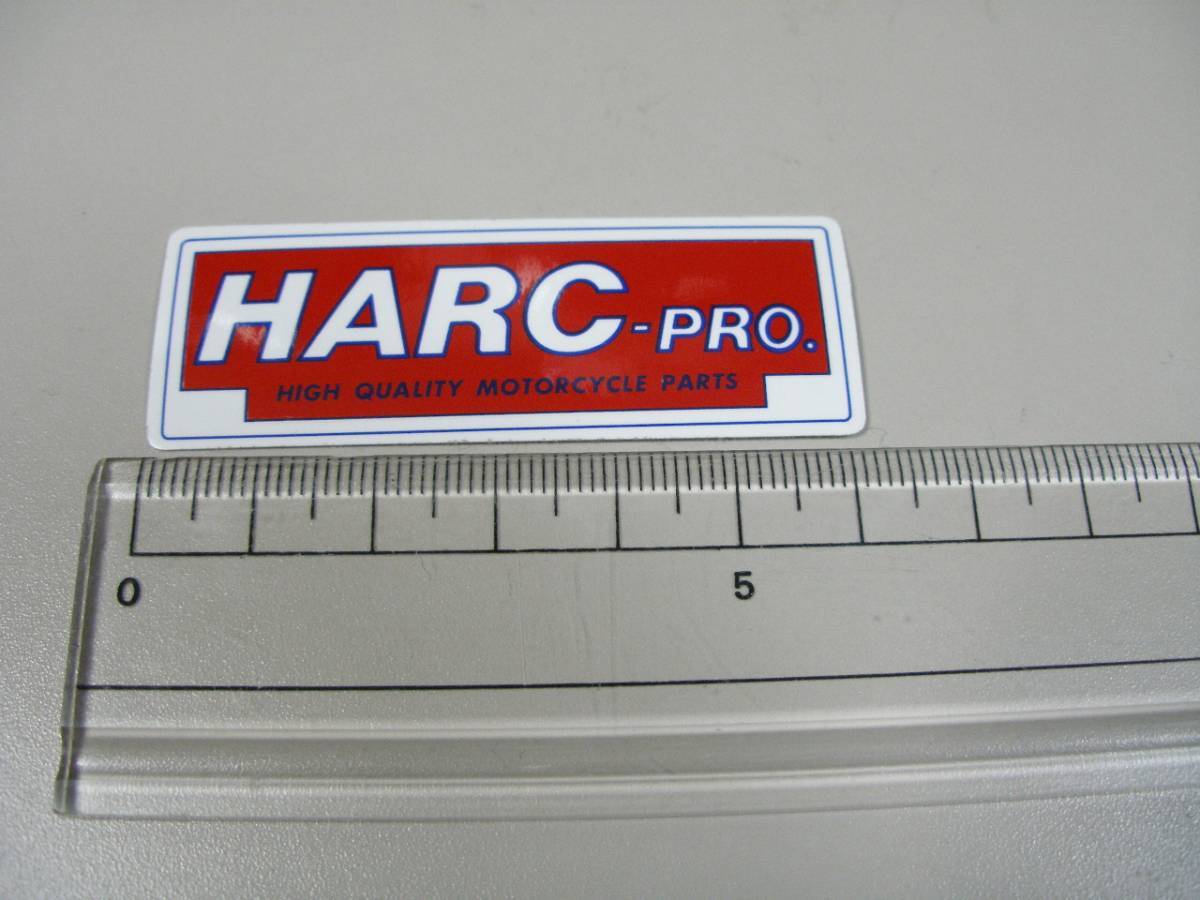 HARC-PRO.
HIGH QUALITY MOTORCYCLE PARTS
0 5